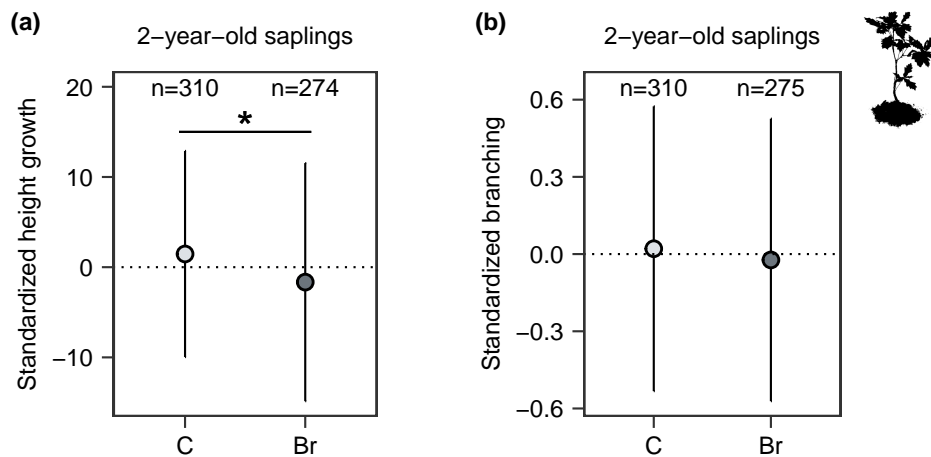 (a)
2−year−old saplings
n=310 n=274
*
20
10
0
−10
Standardized height growth
C Br
(b)
2−year−old saplings
n=310 n=275
0.6
0.3
0.0
−0.3
−0.6
Standardized branching
C Br